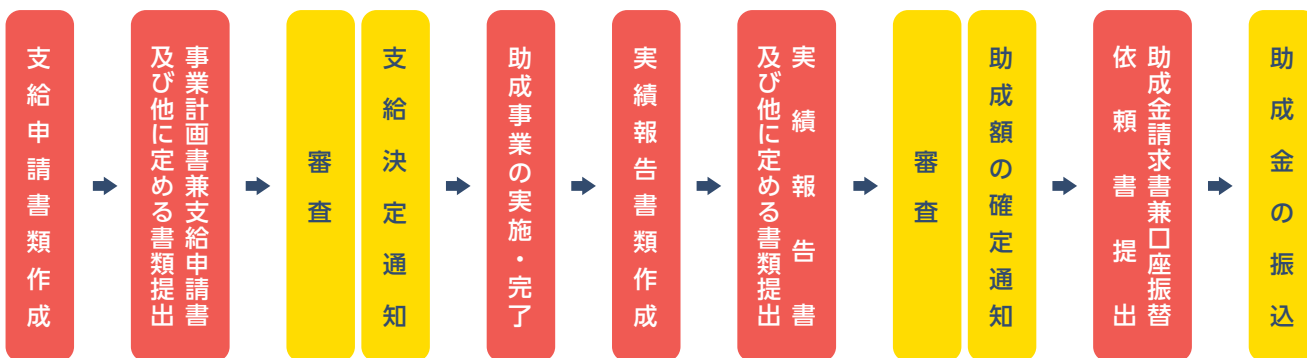 支給申請書類作成
事業計画書兼支給申請書
及び他に定める書類提出
審査
支給決定通知
助成事業の実施・完了
実績報告書類作成
実績報告書
及び他に定める書類提出
審査
助成額の確定通知
助成金請求書兼口座振替
依頼書提出
助成金の振込